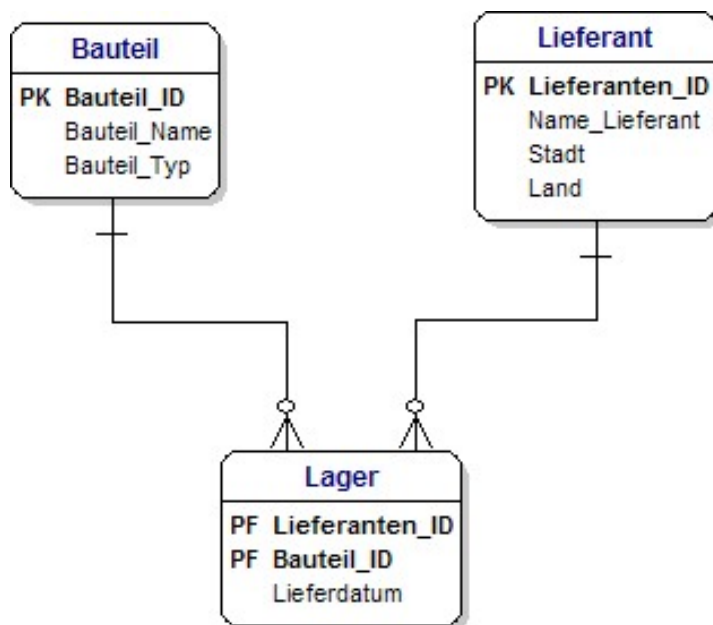 Bauteil
PK Bauteil_ID
Bauteil_Name
Bauteil_Typ
Lieferant
PK Lieferanten_ID
Name_Lieferant
Stadt
Land
Lager
PF Lieferanten_ID
PF Bauteil_ID
Lieferdatum